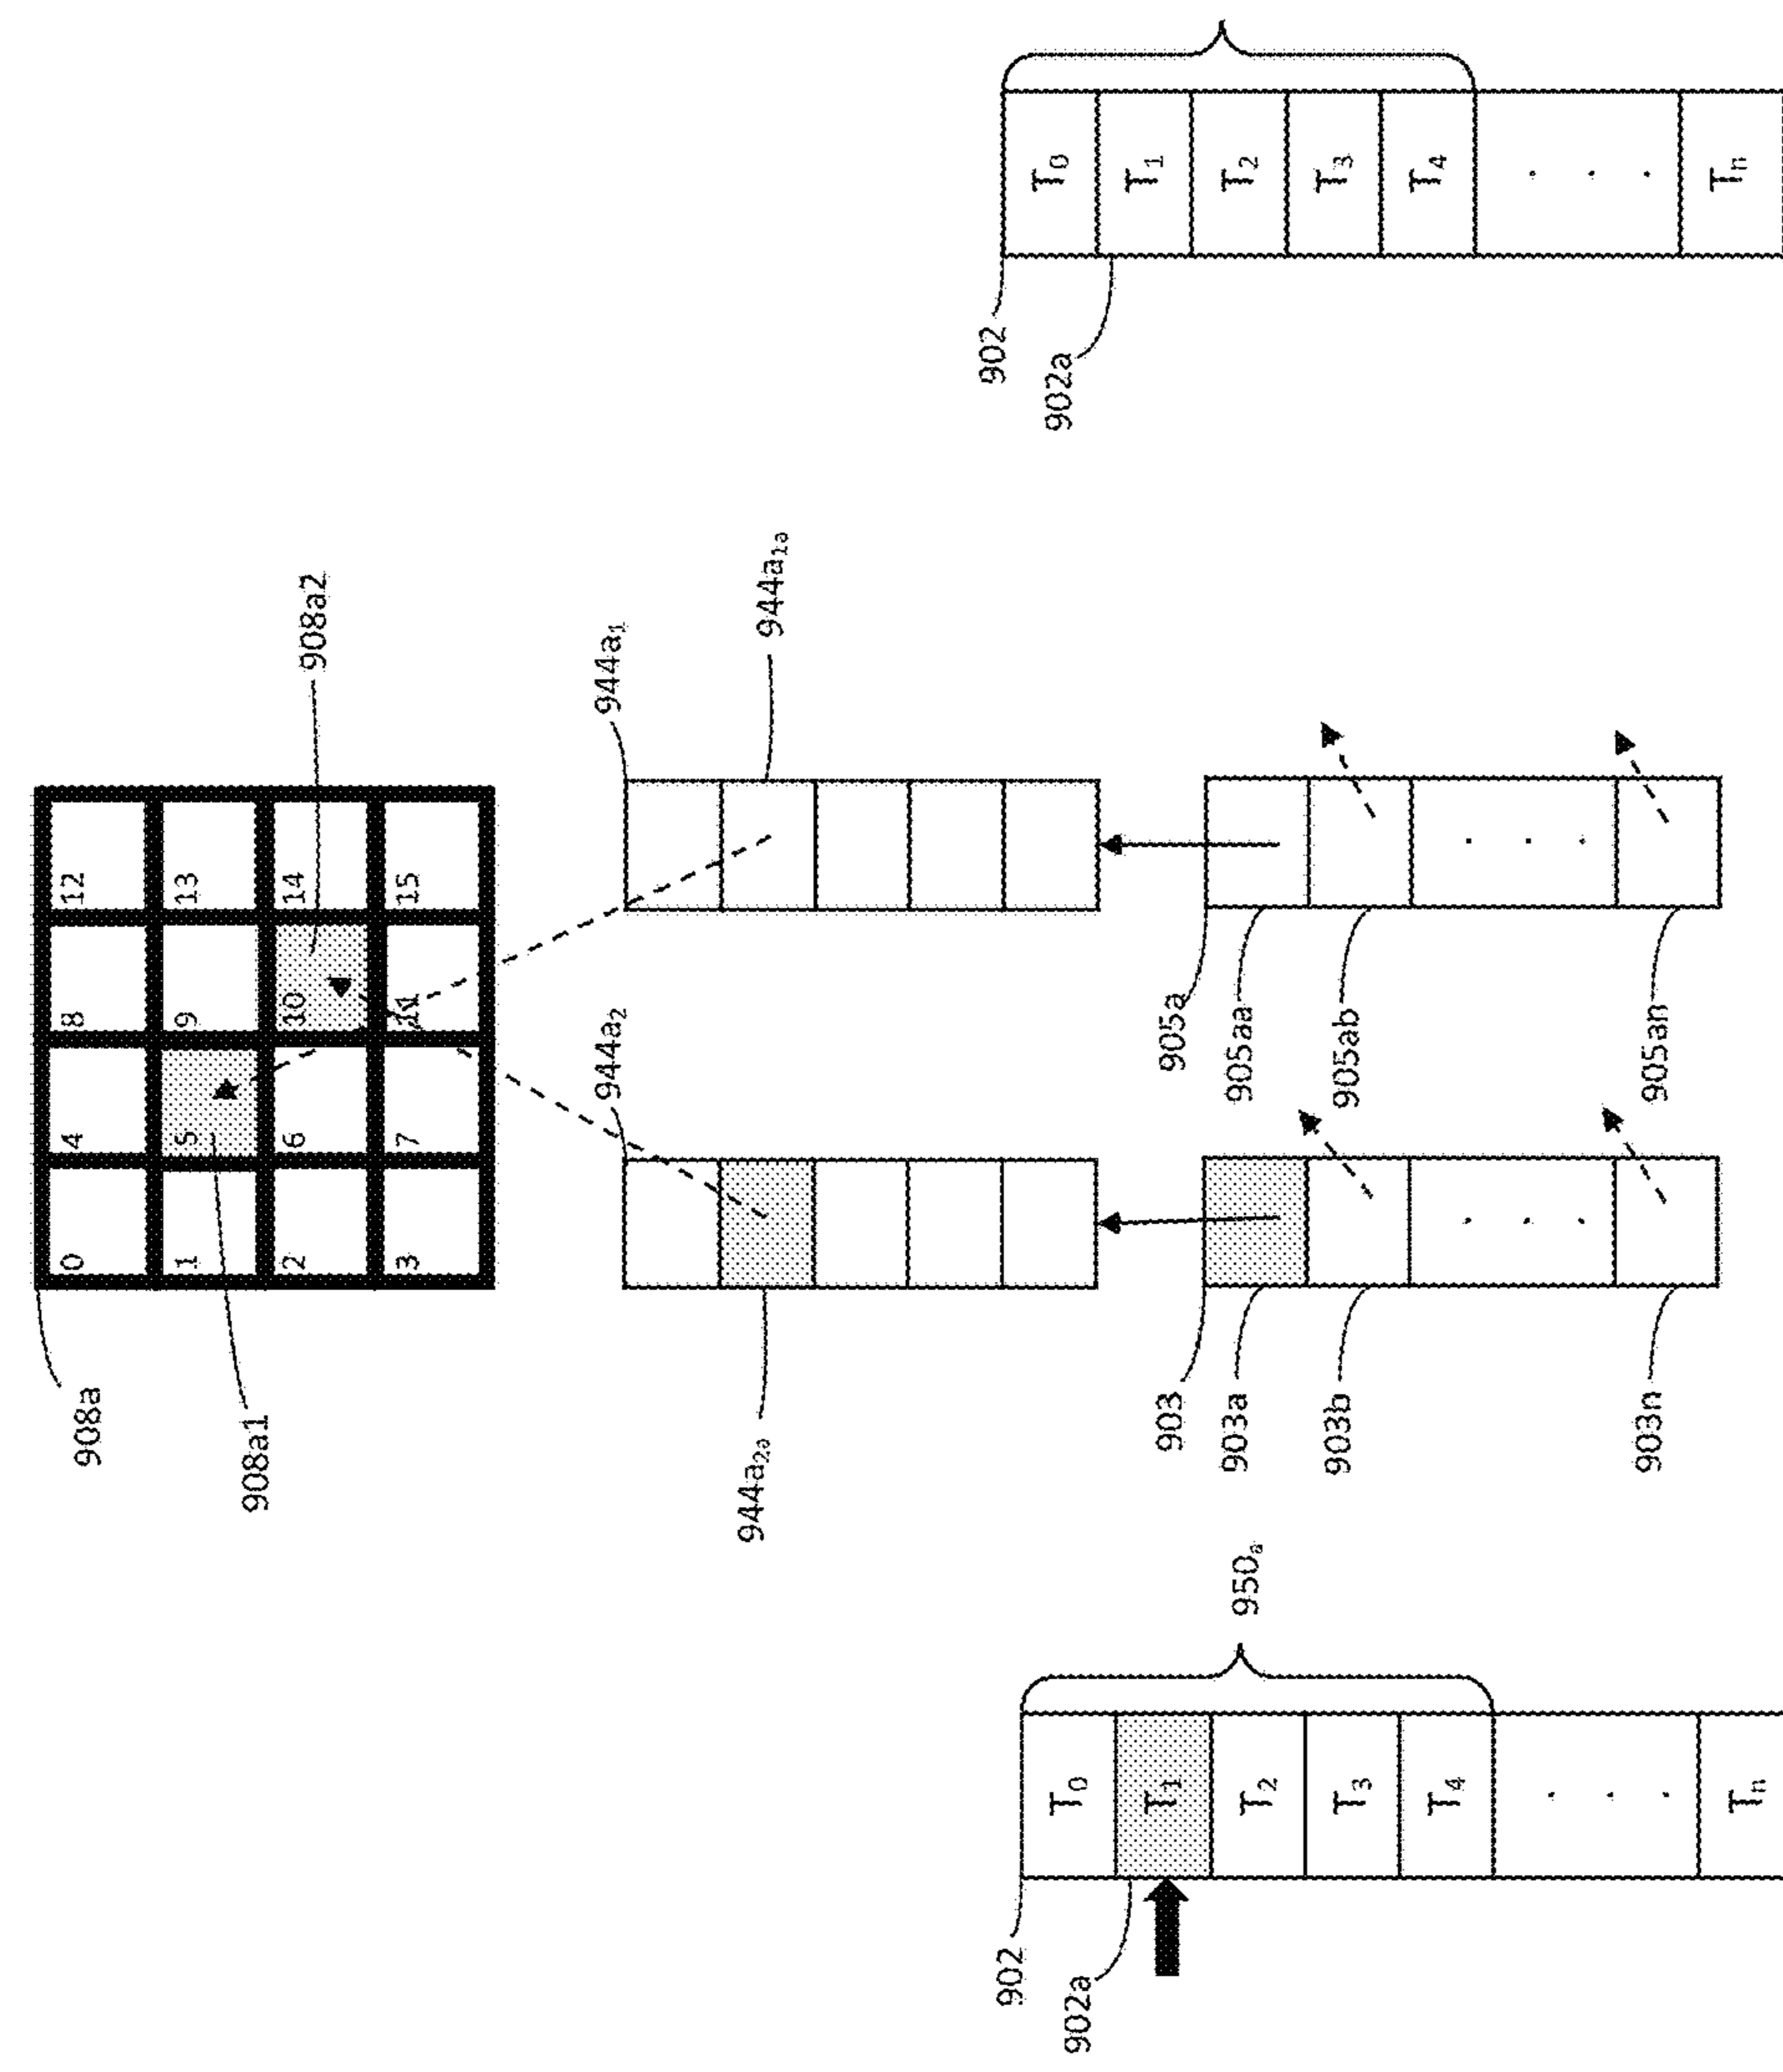 908a
0 4 8 12
1 5 9 13
908a1
2 6 10 14
908a2
3 7 11 15
944a₂
944a₁
944a₂ₐ
944a₁ₐ
902
T₀
902a
T₁
T₂
T₃
T₄
. . .
Tₙ
950ₐ
903
903a
903b
. . .
903n
905a
905aa
905ab
. . .
905an
902
T₀
902a
T₁
T₂
T₃
T₄
. . .
Tₙ